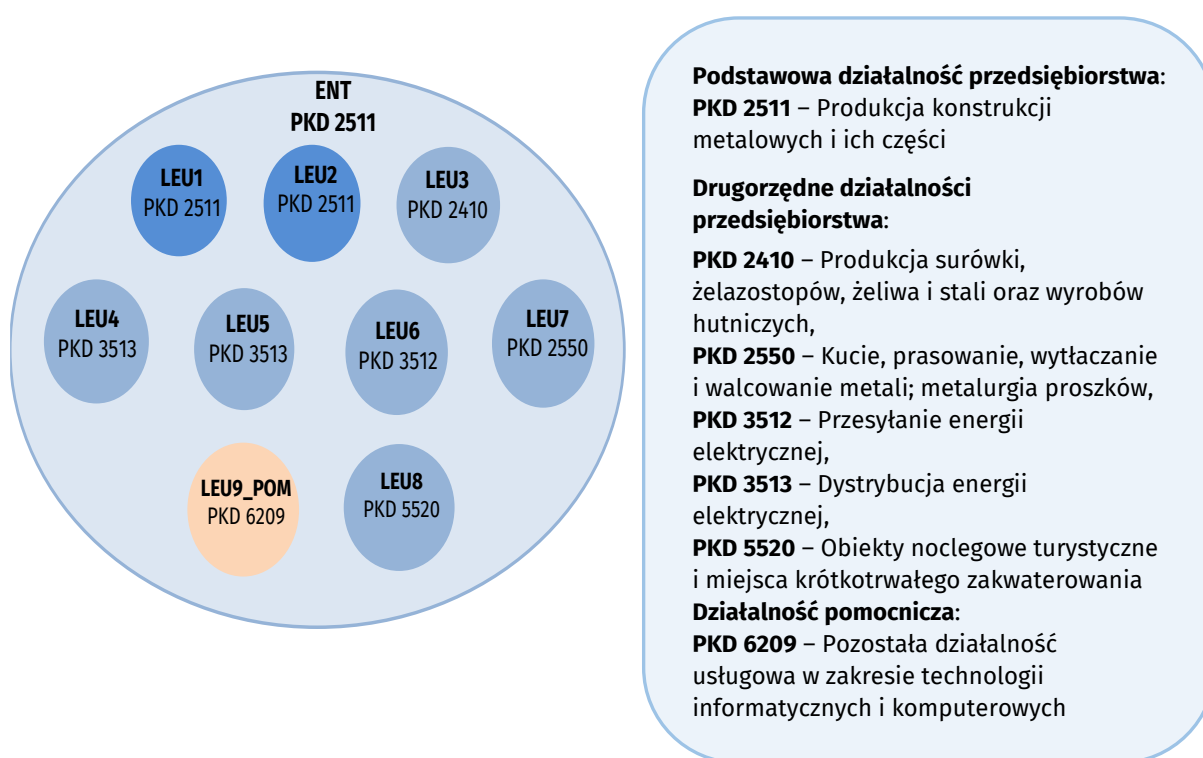 ENT
PKD 2511
LEU1
PKD 2511
LEU2
PKD 2511
LEU3
PKD 2410
LEU4
PKD 3513
LEU5
PKD 3513
LEU6
PKD 3512
LEU7
PKD 2550
LEU9_POM
PKD 6209
LEU8
PKD 5520
Podstawowa działalność przedsiębiorstwa:
PKD 2511 – Produkcja konstrukcji
metalowych i ich części
Drugorzędne działalności
przedsiębiorstwa:
PKD 2410 – Produkcja surówki,
żelazostopów, żeliwa i stali oraz wyrobów
hutniczych,
PKD 2550 – Kucie, prasowanie, wytłaczanie
i walcowanie metali; metalurgia proszków,
PKD 3512 – Przesyłanie energii
elektrycznej,
PKD 3513 – Dystrybucja energii
elektrycznej,
PKD 5520 – Obiekty noclegowe turystyczne
i miejsca krótkotrwałego zakwaterowania
Działalność pomocnicza:
PKD 6209 – Pozostała działalność
usługowa w zakresie technologii
informatycznych i komputerowych